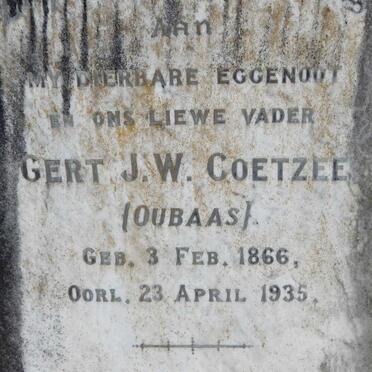 AAN
MY DIERBARE EGGENOOT
EN ONS LIEWE VADER
GERT J.W. COETZEE
(OUBAAS).
GEB. 3 FEB. 1866,
OORL. 23 APRIL 1935.